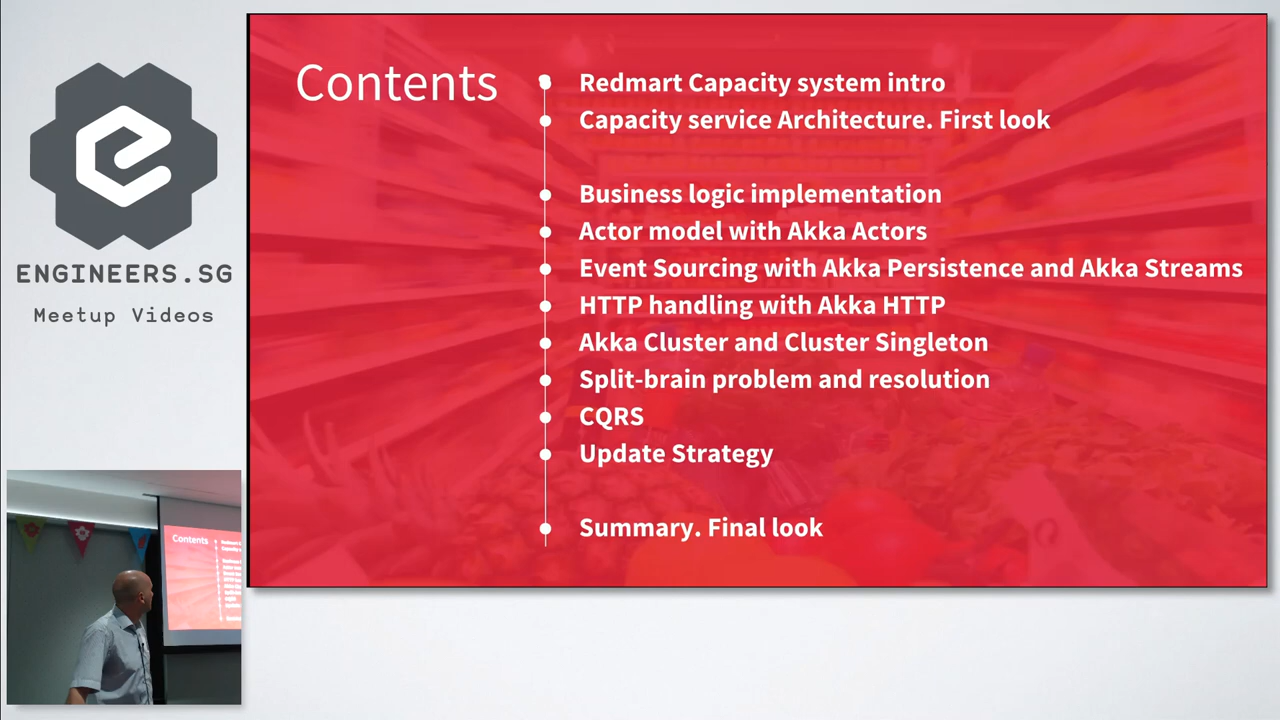 Contents
Redmart Capacity system intro
Capacity service Architecture. First look
Business logic implementation
Actor model with Akka Actors
Event Sourcing with Akka Persistence and Akka Streams
HTTP handling with Akka HTTP
Akka Cluster and Cluster Singleton
Split-brain problem and resolution
CQRS
Update Strategy
Summary. Final look
ENGINEERS.SG
Meetup Videos
Contents